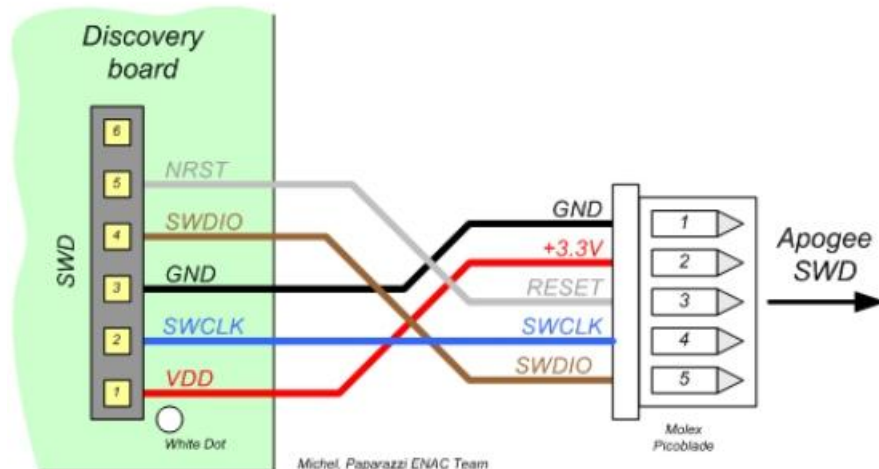 Discovery
board
SWD
6
5
4
3
2
1
NRST
SWDIO
GND
SWCLK
VDD
White Dot
GND
+3.3V
RESET
SWCLK
SWDIO
1
2
3
4
5
Apogee
SWD
Molex
Picoblade
Michel, Paparazzi ENAC Team